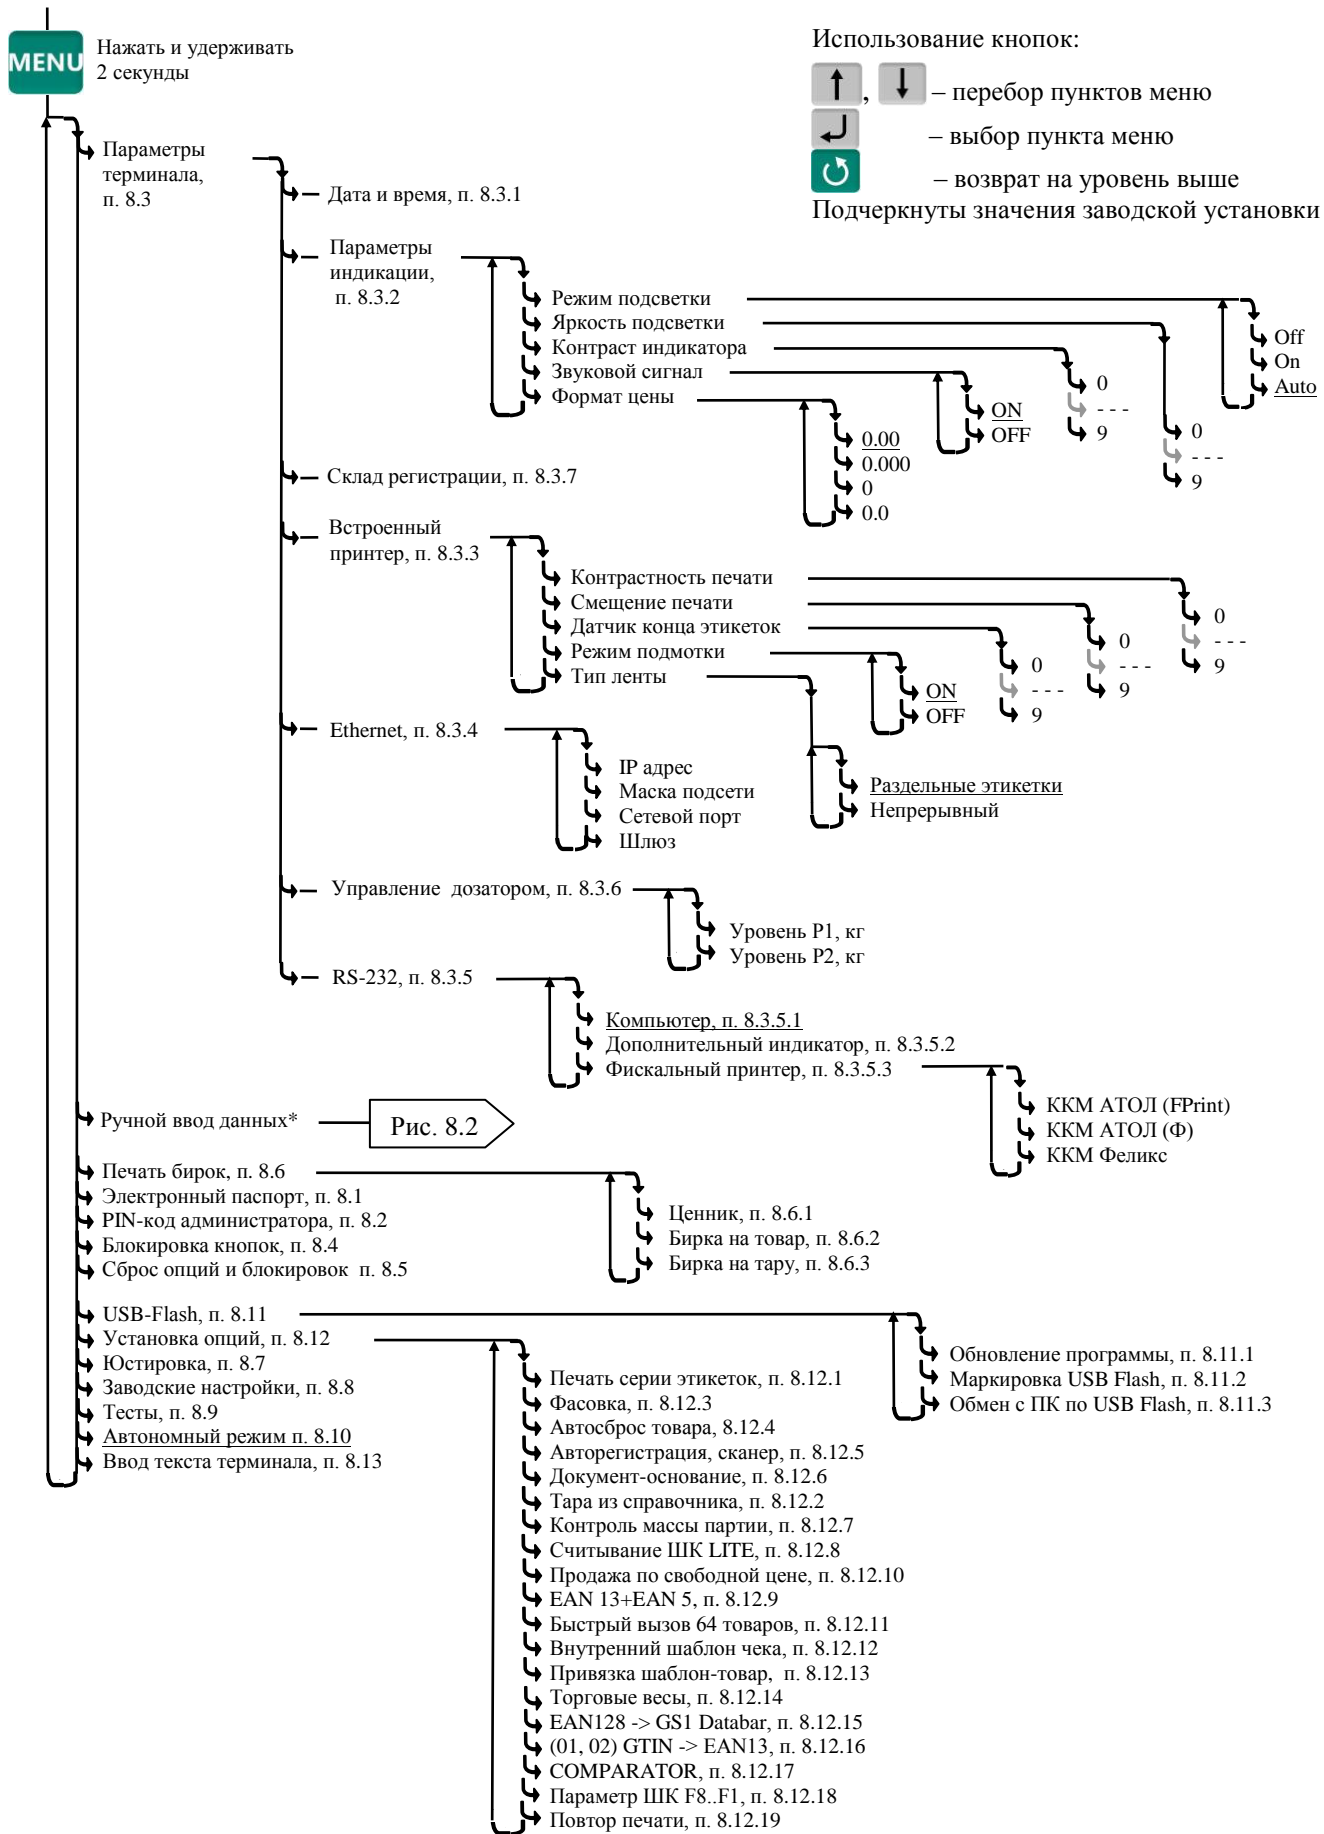 MENU
Нажать и удерживать
2 секунды
Использование кнопок:
, – перебор пунктов меню
– выбор пункта меню
– возврат на уровень выше
Подчеркнуты значения заводской установки
Параметры
терминала,
п. 8.3
Дата и время, п. 8.3.1
Параметры
индикации,
п. 8.3.2
Режим подсветки
Яркость подсветки
Контраст индикатора
Звуковой сигнал
Формат цены
Off
On
Auto
0
- - -
9
0
- - -
9
ON
OFF
0.00
0.000
0
0.0
Склад регистрации, п. 8.3.7
Встроенный
принтер, п. 8.3.3
Контрастность печати
Смещение печати
Датчик конца этикеток
Режим подмотки
Тип ленты
0
- - -
9
0
- - -
9
0
- - -
9
ON
OFF
Раздельные этикетки
Непрерывный
Ethernet, п. 8.3.4
IP адрес
Маска подсети
Сетевой порт
Шлюз
Управление дозатором, п. 8.3.6
Уровень Р1, кг
Уровень Р2, кг
RS-232, п. 8.3.5
Компьютер, п. 8.3.5.1
Дополнительный индикатор, п. 8.3.5.2
Фискальный принтер, п. 8.3.5.3
ККМ АТОЛ (FPrint)
ККМ АТОЛ (Ф)
ККМ Феликс
Ручной ввод данных*
Рис. 8.2
Печать бирок, п. 8.6
Электронный паспорт, п. 8.1
PIN-код администратора, п. 8.2
Блокировка кнопок, п. 8.4
Сброс опций и блокировок п. 8.5
Ценник, п. 8.6.1
Бирка на товар, п. 8.6.2
Бирка на тару, п. 8.6.3
USB-Flash, п. 8.11
Установка опций, п. 8.12
Юстировка, п. 8.7
Заводские настройки, п. 8.8
Тесты, п. 8.9
Автономный режим п. 8.10
Ввод текста терминала, п. 8.13
Обновление программы, п. 8.11.1
Маркировка USB Flash, п. 8.11.2
Обмен с ПК по USB Flash, п. 8.11.3
Печать серии этикеток, п. 8.12.1
Фасовка, п. 8.12.3
Автосброс товара, 8.12.4
Авторегистрация, сканер, п. 8.12.5
Документ-основание, п. 8.12.6
Тара из справочника, п. 8.12.2
Контроль массы партии, п. 8.12.7
Считывание ШК LITE, п. 8.12.8
Продажа по свободной цене, п. 8.12.10
EAN 13+EAN 5, п. 8.12.9
Быстрый вызов 64 товаров, п. 8.12.11
Внутренний шаблон чека, п. 8.12.12
Привязка шаблон-товар, п. 8.12.13
Торговые весы, п. 8.12.14
EAN128 -> GS1 Databar, п. 8.12.15
(01, 02) GTIN -> EAN13, п. 8.12.16
COMPARATOR, п. 8.12.17
Параметр ШК F8..F1, п. 8.12.18
Повтор печати, п. 8.12.19